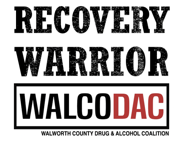 RECOVERY
WARRIOR
WALCODAC
WALWORTH COUNTY DRUG & ALCOHOL COALITION